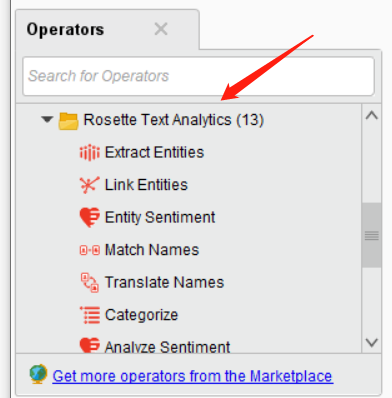 Operators
Search for Operators
Rosette Text Analytics (13)
Extract Entities
Link Entities
Entity Sentiment
Match Names
Translate Names
Categorize
Analyze Sentiment
Get more operators from the Marketplace